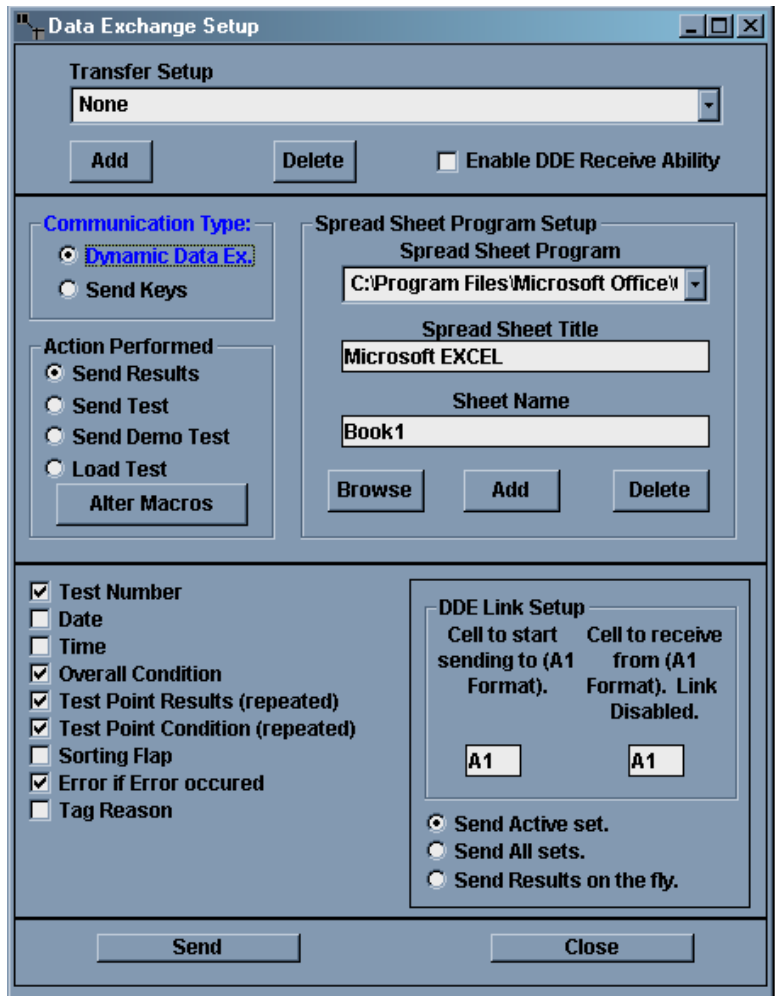 Data Exchange Setup
Transfer Setup
None
Add
Delete
Enable DDE Receive Ability
Communication Type:
Dynamic Data Ex.
Send Keys
Action Performed
Send Results
Send Test
Send Demo Test
Load Test
Alter Macros
Spread Sheet Program Setup
Spread Sheet Program
C:\Program Files\Microsoft Office\
Spread Sheet Title
Microsoft EXCEL
Sheet Name
Book1
Browse
Add
Delete
Test Number
Date
Time
Overall Condition
Test Point Results (repeated)
Test Point Condition (repeated)
Sorting Flap
Error if Error occured
Tag Reason
DDE Link Setup
Cell to start
sending to (A1
Format).
Cell to receive
from (A1
Format). Link
Disabled.
A1
A1
Send Active set.
Send All sets.
Send Results on the fly.
Send
Close